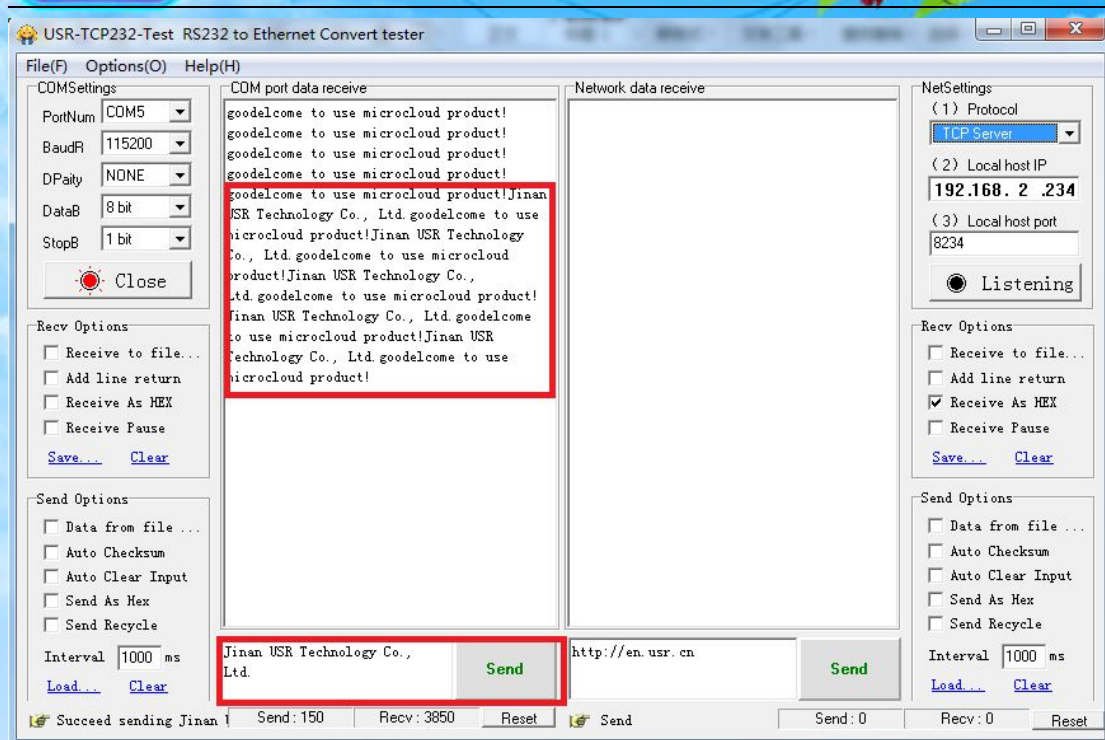 USR-TCP232-Test RS232 to Ethernet Convert tester
File(F) Options(O) Help(H)
COMSettings
PortNum COM5
BaudR 115200
DPaity NONE
DataB 8 bit
StopB 1 bit
Close
Recv Options
Receive to file...
Add line return
Receive As HEX
Receive Pause
Save... Clear
Send Options
Data from file ...
Auto Checksum
Auto Clear Input
Send As Hex
Send Recycle
Interval 1000 ms
Load... Clear
COM port data receive
goodelcome to use microcloud product!
goodelcome to use microcloud product!
goodelcome to use microcloud product!
goodelcome to use microcloud product!
goodelcome to use microcloud product!Jinan
USR Technology Co., Ltd.goodelcome to use
microcloud product!Jinan USR Technology
Co., Ltd.goodelcome to use microcloud
product!Jinan USR Technology Co.,
Ltd.goodelcome to use microcloud product!
Jinan USR Technology Co., Ltd.goodelcome
to use microcloud product!Jinan USR
Technology Co., Ltd.goodelcome to use
microcloud product!
Jinan USR Technology Co.,
Ltd.
Send
Network data receive
http://en.usr.cn
Send
NetSettings
(1) Protocol
TCP Server
(2) Local host IP
192.168. 2 .234
(3) Local host port
8234
Listening
Recv Options
Receive to file...
Add line return
Receive As HEX
Receive Pause
Save... Clear
Send Options
Data from file ...
Auto Checksum
Auto Clear Input
Send As Hex
Send Recycle
Interval 1000 ms
Load... Clear
Succeed sending Jinan Send : 150 Recv : 3850 Reset Send Send : 0 Recv : 0 Reset